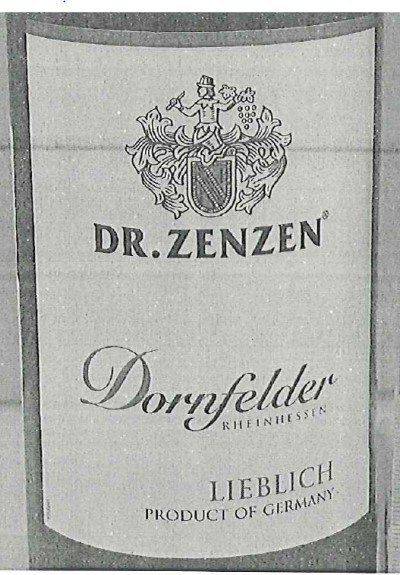 DR. ZENZEN®
Dornfelder
RHEINHESSEN
LIEBLICH
PRODUCT OF GERMANY